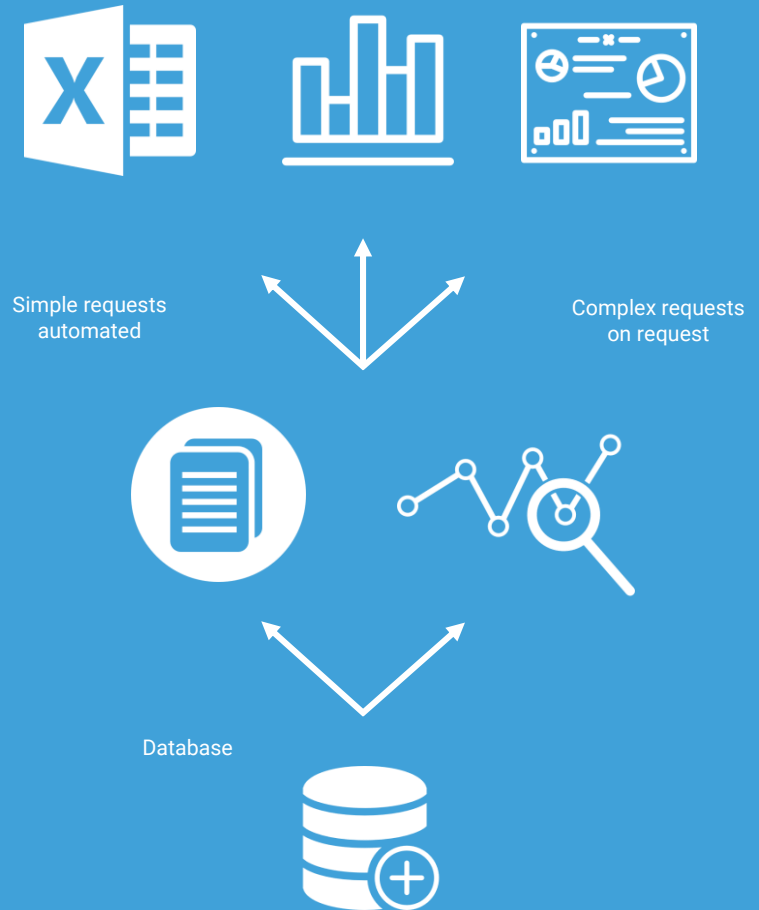 X
Simple requests
automated
Complex requests
on request
Database